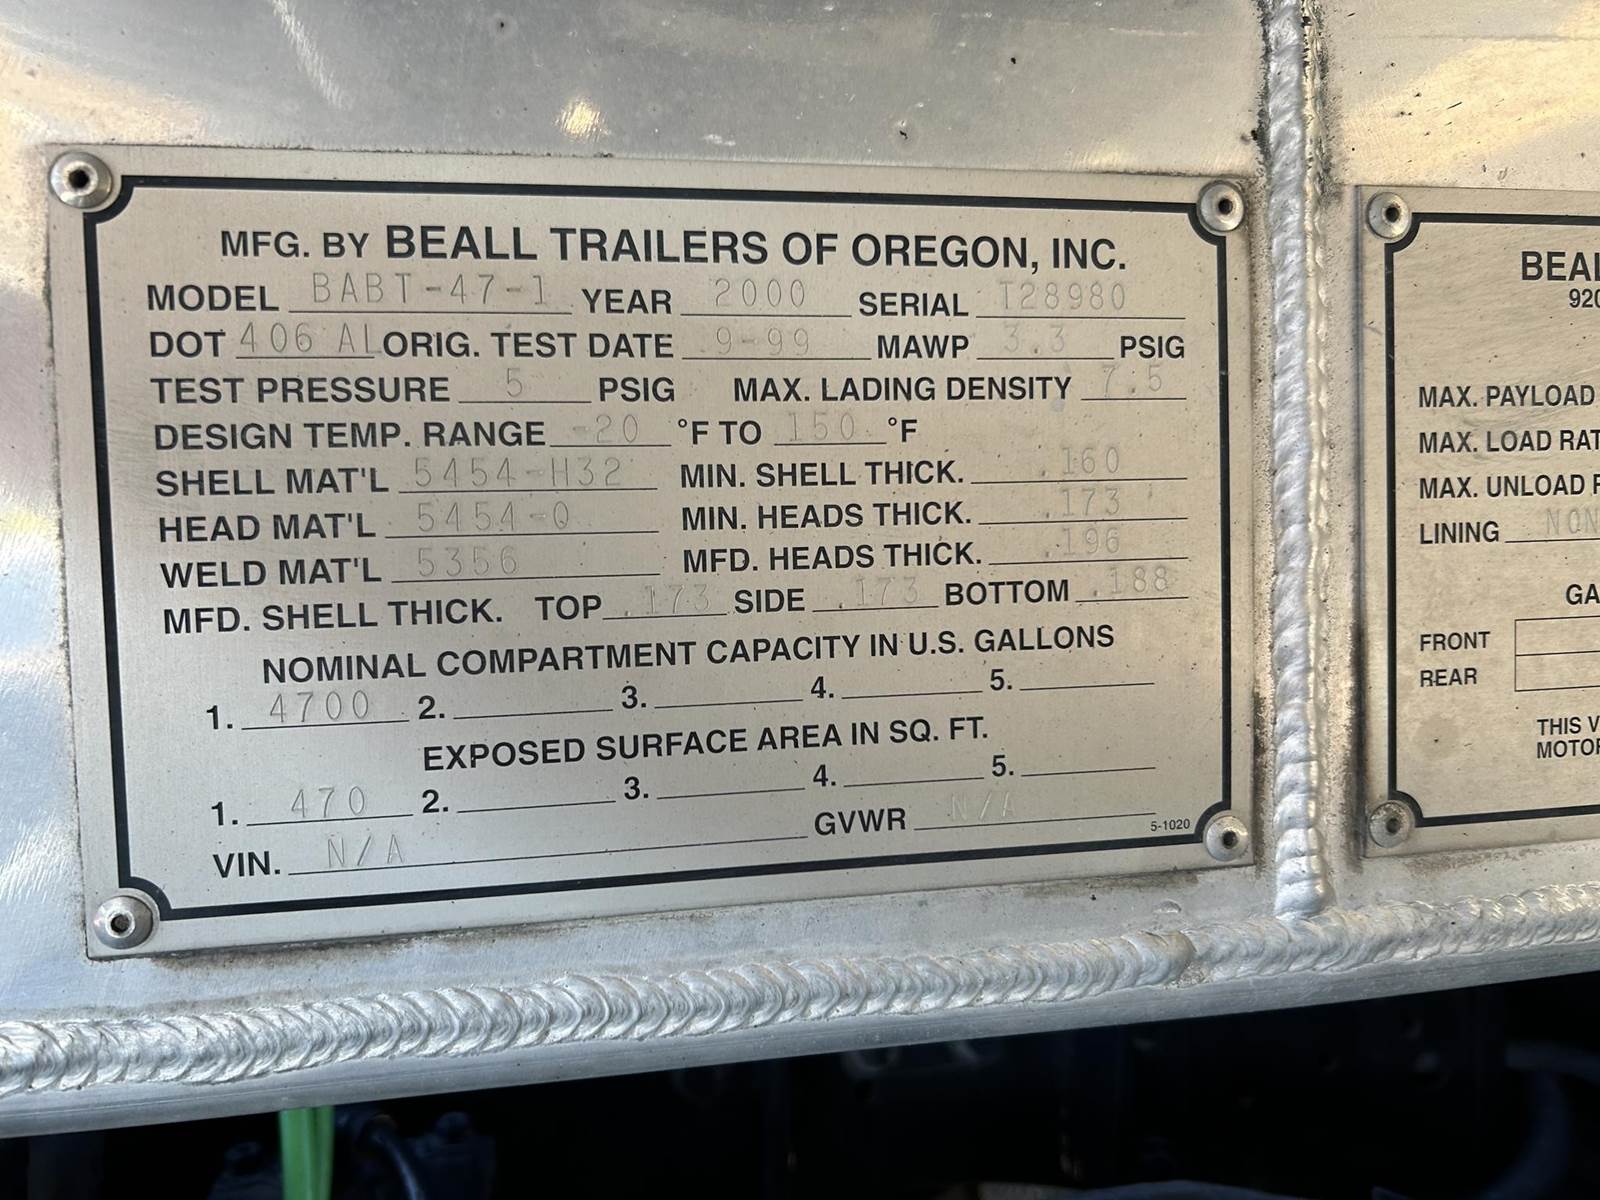 MFG. BY BEALL TRAILERS OF OREGON, INC.
MODEL BABT-47-1 YEAR 2000 SERIAL T28980
DOT 406 AL ORIG. TEST DATE 9-99 MAWP 3.3 PSIG
TEST PRESSURE 5 PSIG MAX. LADING DENSITY 7.5
DESIGN TEMP. RANGE -20 °F TO 150 °F
SHELL MAT'L 5454-H32 MIN. SHELL THICK. .160
HEAD MAT'L 5454-0 MIN. HEADS THICK. .173
WELD MAT'L 5356 MFD. HEADS THICK. .196
MFD. SHELL THICK. TOP .173 SIDE .173 BOTTOM .188
NOMINAL COMPARTMENT CAPACITY IN U.S. GALLONS
1. 4700 2. 3. 4. 5.
EXPOSED SURFACE AREA IN SQ. FT.
1. 470 2. 3. 4. 5.
VIN. N/A GVWR N/A
5-1020
BEAL
920
MAX. PAYLOAD
MAX. LOAD RAT
MAX. UNLOAD
LINING NON
GA
FRONT
REAR
THIS V
MOTO